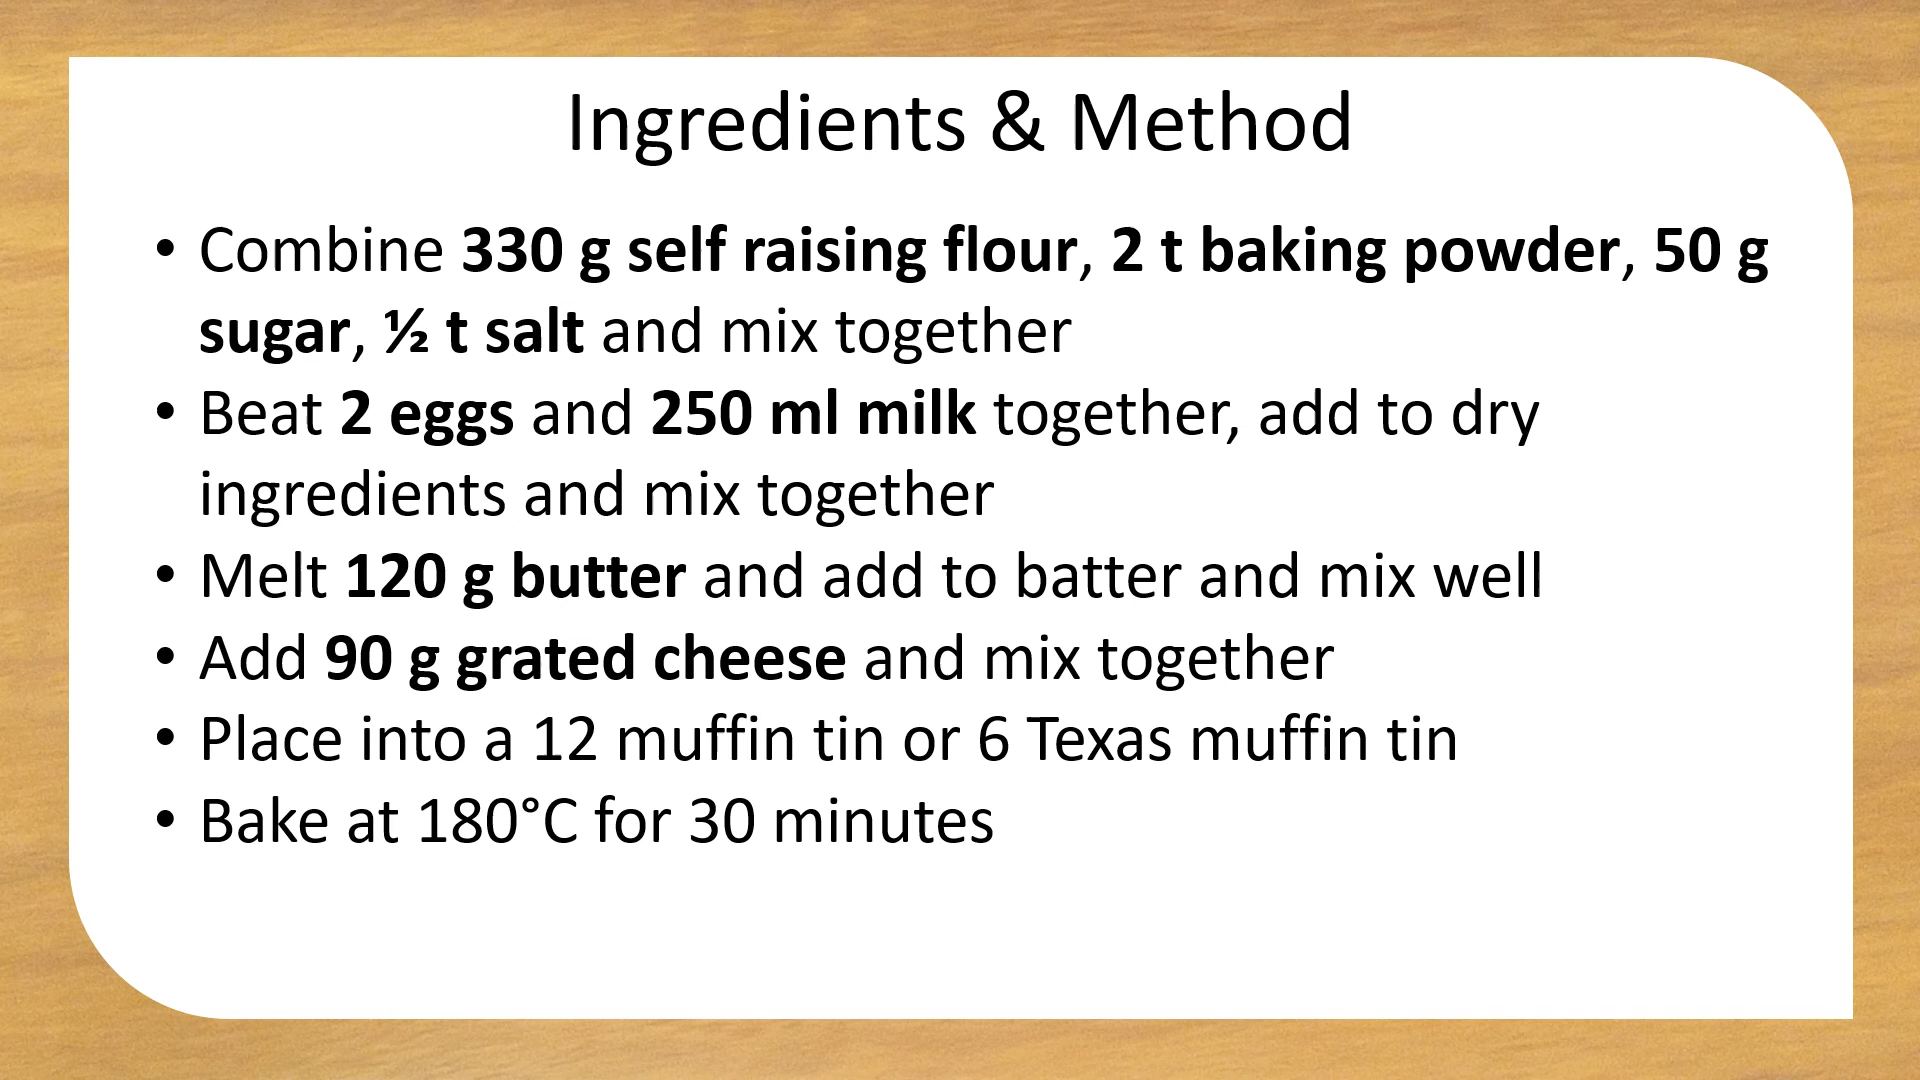 Ingredients & Method
• Combine 330 g self raising flour, 2 t baking powder, 50 g
sugar, ½ t salt and mix together
• Beat 2 eggs and 250 ml milk together, add to dry
ingredients and mix together
• Melt 120 g butter and add to batter and mix well
• Add 90 g grated cheese and mix together
• Place into a 12 muffin tin or 6 Texas muffin tin
• Bake at 180°C for 30 minutes